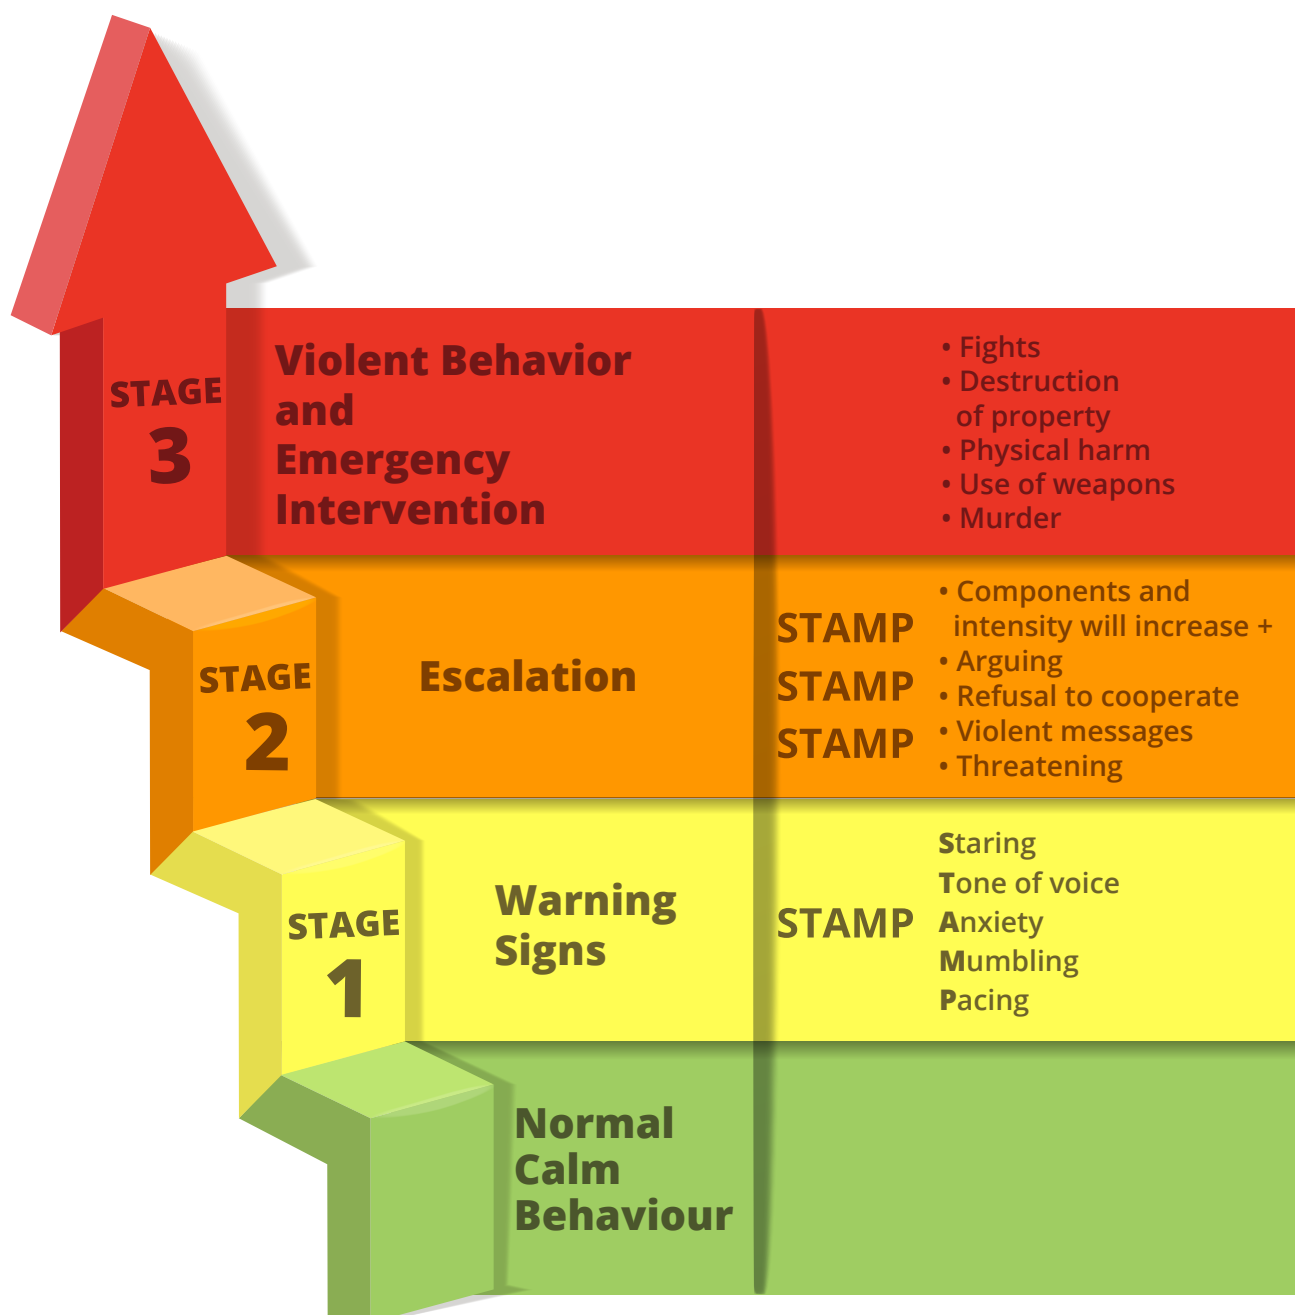 STAGE
3
Violent Behavior
and
Emergency
Intervention
• Fights
• Destruction
of property
• Physical harm
• Use of weapons
• Murder
STAGE
2
Escalation
STAMP
STAMP
STAMP
• Components and
intensity will increase +
• Arguing
• Refusal to cooperate
• Violent messages
• Threatening
STAGE
1
Warning
Signs
STAMP
Staring
Tone of voice
Anxiety
Mumbling
Pacing
Normal
Calm
Behaviour